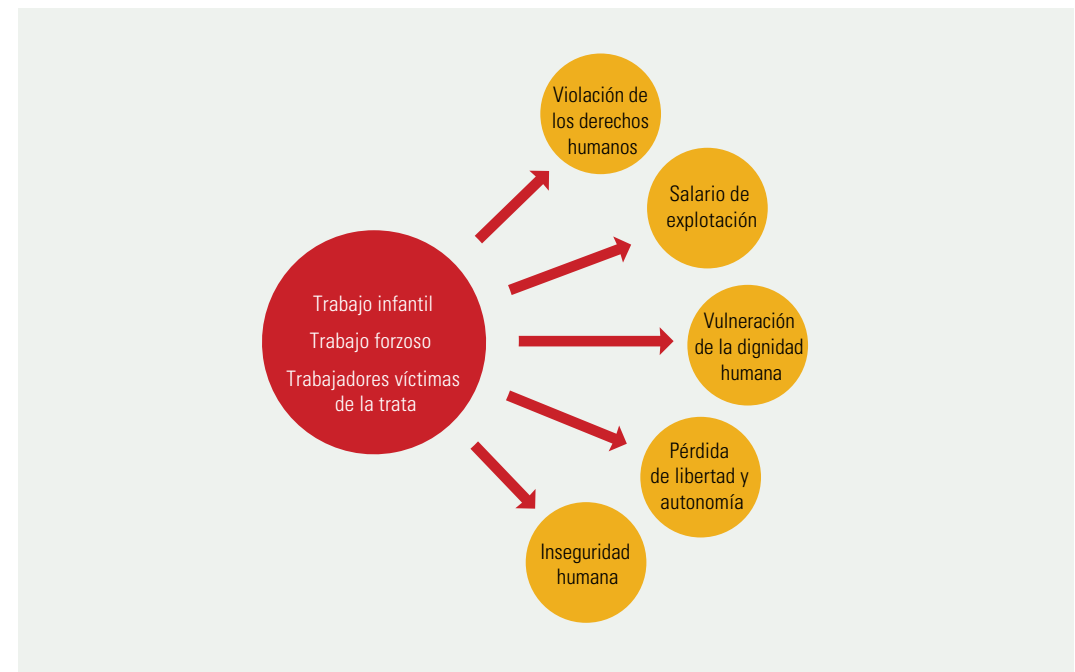 Violación de
los derechos
humanos
Salario de
explotación
Trabajo infantil
Trabajo forzoso
Trabajadores víctimas
de la trata
Vulneración
de la dignidad
humana
Pérdida
de libertad y
autonomía
Inseguridad
humana